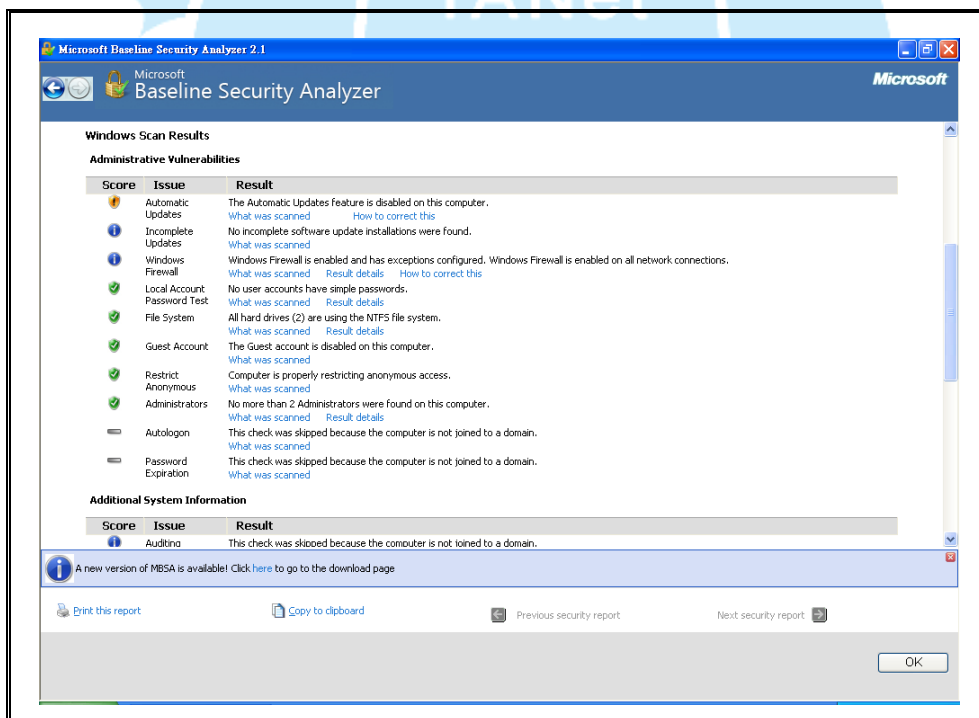 TANet
Microsoft Baseline Security Analyzer 2.1
Microsoft
Baseline Security Analyzer
Microsoft
Windows Scan Results
Administrative Vulnerabilities
Score Issue Result
Automatic Updates The Automatic Updates feature is disabled on this computer.
What was scanned How to correct this
Incomplete Updates No incomplete software update installations were found.
What was scanned
Windows Firewall Windows Firewall is enabled and has exceptions configured. Windows Firewall is enabled on all network connections.
What was scanned Result details How to correct this
Local Account Password Test No user accounts have simple passwords.
What was scanned Result details
File System All hard drives (2) are using the NTFS file system.
What was scanned Result details
Guest Account The Guest account is disabled on this computer.
What was scanned
Restrict Anonymous Computer is properly restricting anonymous access.
What was scanned
Administrators No more than 2 Administrators were found on this computer.
What was scanned Result details
Autologon This check was skipped because the computer is not joined to a domain.
What was scanned
Password Expiration This check was skipped because the computer is not joined to a domain.
What was scanned
Additional System Information
Score Issue Result
Auditing This check was skipped because the computer is not joined to a domain.
A new version of MBSA is available! Click here to go to the download page
Print this report Copy to clipboard Previous security report Next security report
OK